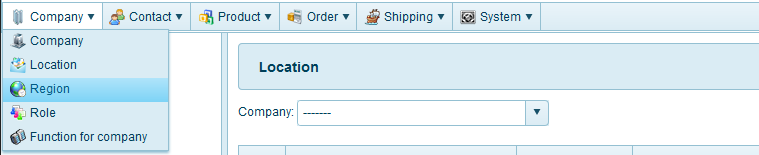 Company Contact Product Order Shipping System
Company
Location
Region
Role
Function for company
Location
Company: -------